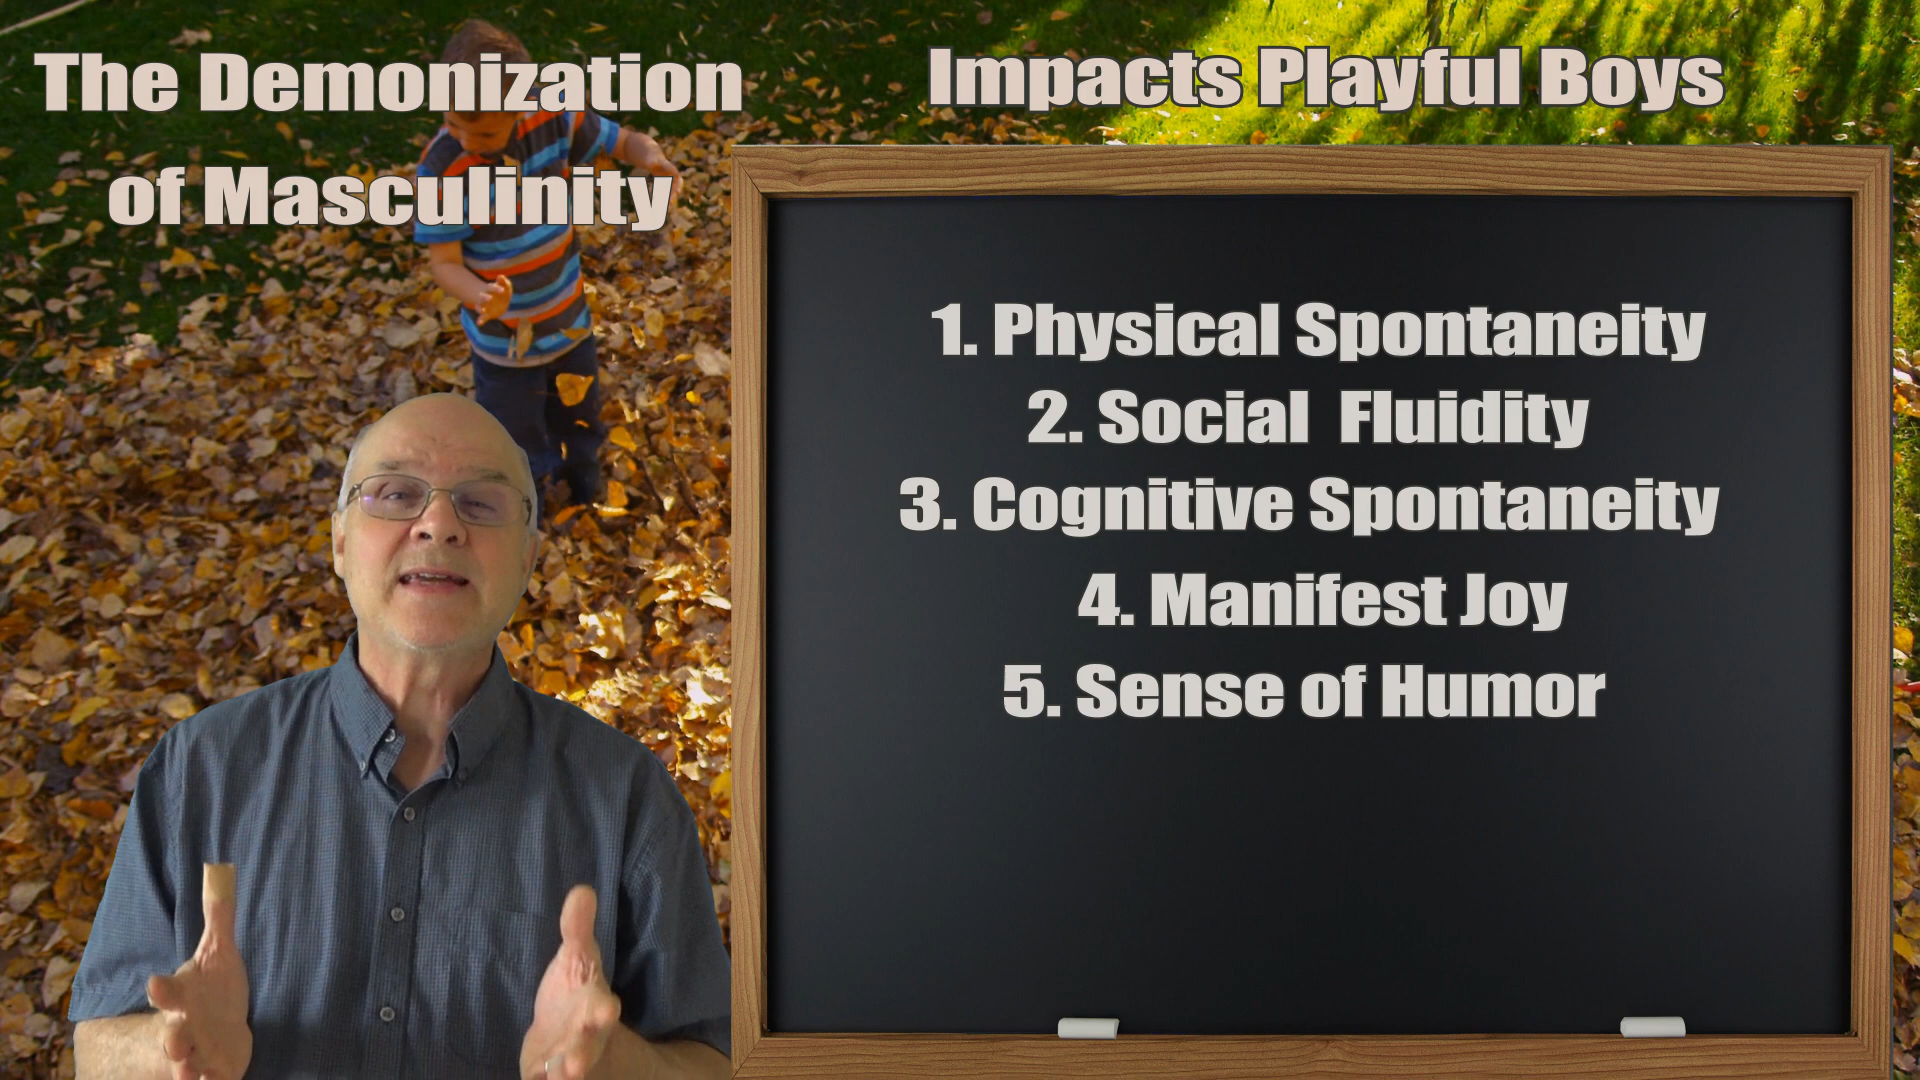 The Demonization
of Masculinity
Impacts Playful Boys
1. Physical Spontaneity
2. Social Fluidity
3. Cognitive Spontaneity
4. Manifest Joy
5. Sense of Humor